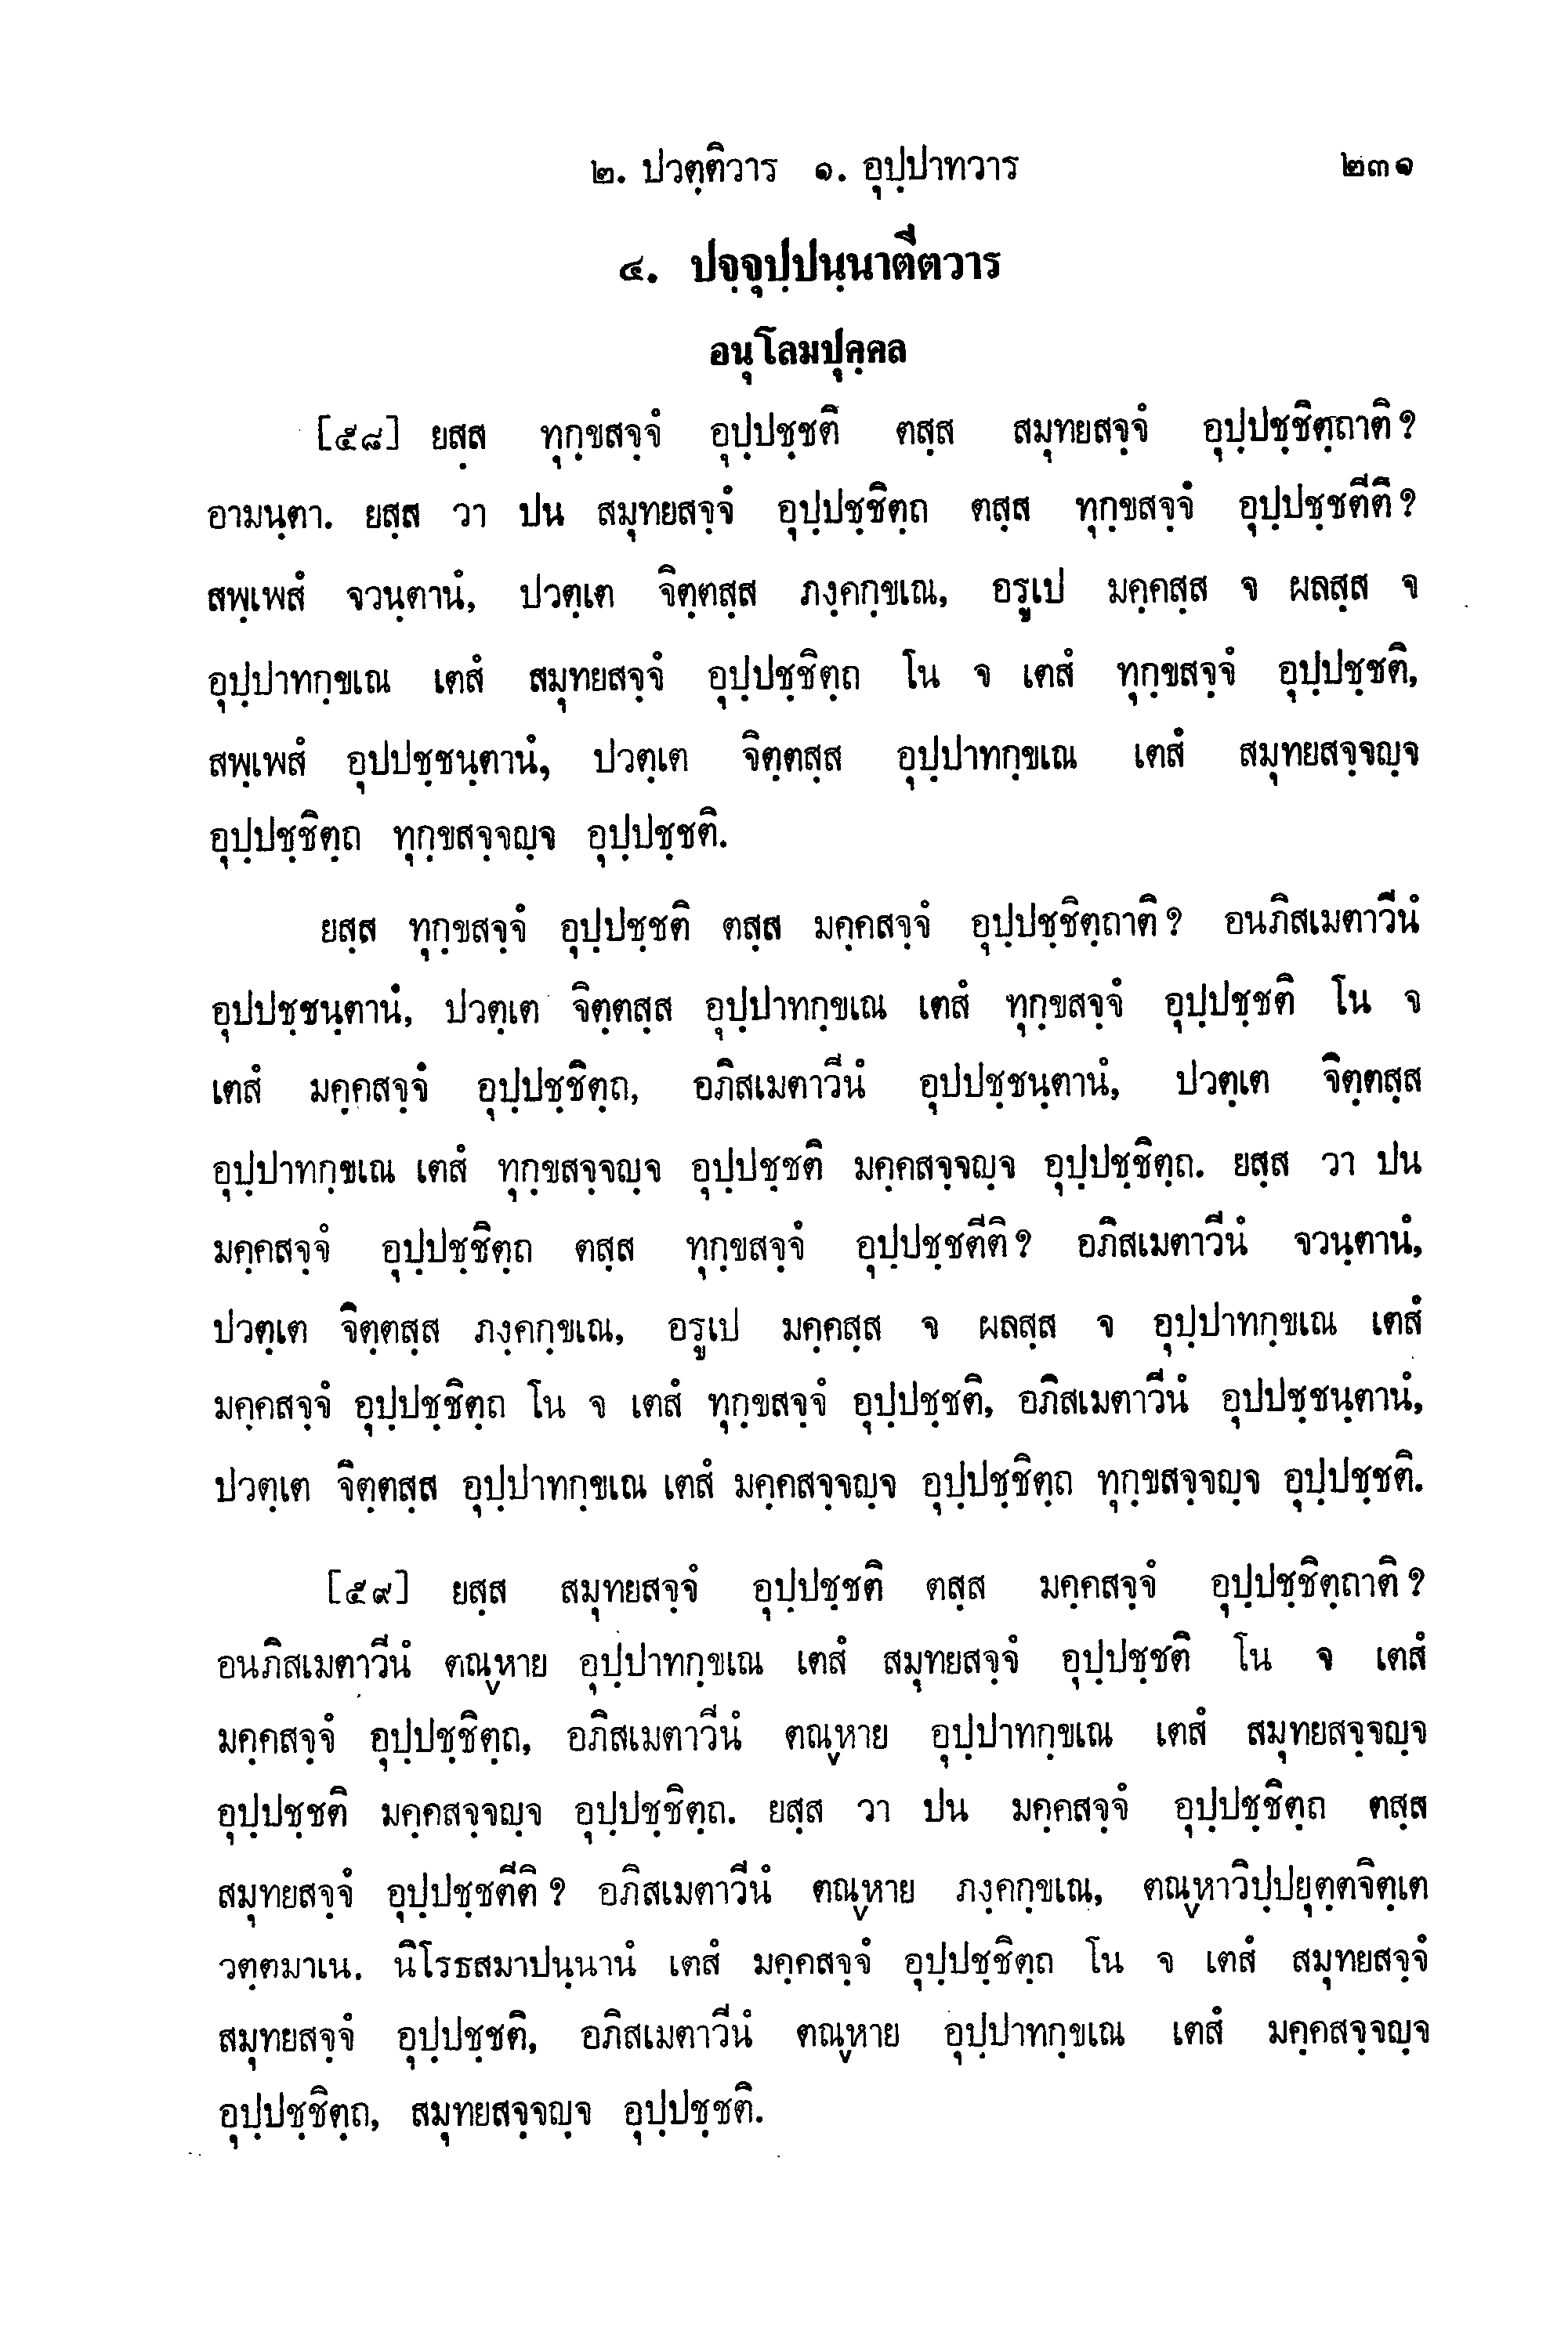 ๒. ปวตฺติวาร ๑. อุปฺปาทวาร ๒๓๑
๔. ปจฺจุปฺปนฺนาตีตวาร
อนุโลมปุคฺคล
[๕๘] ยสฺส ทุกฺขสจฺจํ อุปฺปชฺชติ ตสฺส สมุทยสจฺจํ อุปฺปชฺชิตฺถาติ?
อามนฺตา. ยสฺส วา ปน สมุทยสจฺจํ อุปฺปชฺชิตฺถ ตสฺส ทุกฺขสจฺจํ อุปฺปชฺชตีติ?
สพฺเพสํ จวนฺตานํ, ปวตฺเต จิตฺตสฺส ภงฺคกฺขเณ, อรูเป มคฺคสฺส จ ผลสฺส จ
อุปฺปาทกฺขเณ เตสํ สมุทยสจฺจํ อุปฺปชฺชิตฺถ โน จ เตสํ ทุกฺขสจฺจํ อุปฺปชฺชติ,
สพฺเพสํ อุปปชฺชนฺตานํ, ปวตฺเต จิตฺตสฺส อุปฺปาทกฺขเณ เตสํ สมุทยสจฺจญฺจ
อุปฺปชฺชิตฺถ ทุกฺขสจฺจญฺจ อุปฺปชฺชติ.
ยสฺส ทุกฺขสจฺจํ อุปฺปชฺชติ ตสฺส มคฺคสจฺจํ อุปฺปชฺชิตฺถาติ? อนภิสเมตาวีนํ
อุปปชฺชนฺตานํ, ปวตฺเต จิตฺตสฺส อุปฺปาทกฺขเณ เตสํ ทุกฺขสจฺจํ อุปฺปชฺชติ โน จ
เตสํ มคฺคสจฺจํ อุปฺปชฺชิตฺถ, อภิสเมตาวีนํ อุปปชฺชนฺตานํ, ปวตฺเต จิตฺตสฺส
อุปฺปาทกฺขเณ เตสํ ทุกฺขสจฺจญฺจ อุปฺปชฺชติ มคฺคสจฺจญฺจ อุปฺปชฺชิตฺถ. ยสฺส วา ปน
มคฺคสจฺจํ อุปฺปชฺชิตฺถ ตสฺส ทุกฺขสจฺจํ อุปฺปชฺชตีติ? อภิสเมตาวีนํ จวนฺตานํ,
ปวตฺเต จิตฺตสฺส ภงฺคกฺขเณ, อรูเป มคฺคสฺส จ ผลสฺส จ อุปฺปาทกฺขเณ เตสํ
มคฺคสจฺจํ อุปฺปชฺชิตฺถ โน จ เตสํ ทุกฺขสจฺจํ อุปฺปชฺชติ, อภิสเมตาวีนํ อุปปชฺชนฺตานํ,
ปวตฺเต จิตฺตสฺส อุปฺปาทกฺขเณ เตสํ มคฺคสจฺจญฺจ อุปฺปชฺชิตฺถ ทุกฺขสจฺจญฺจ อุปฺปชฺชติ.
[๕๙] ยสฺส สมุทยสจฺจํ อุปฺปชฺชติ ตสฺส มคฺคสจฺจํ อุปฺปชฺชิตฺถาติ?
อนภิสเมตาวีนํ ตณฺหาย อุปฺปาทกฺขเณ เตสํ สมุทยสจฺจํ อุปฺปชฺชติ โน จ เตสํ
มคฺคสจฺจํ อุปฺปชฺชิตฺถ, อภิสเมตาวีนํ ตณฺหาย อุปฺปาทกฺขเณ เตสํ สมุทยสจฺจญฺจ
อุปฺปชฺชติ มคฺคสจฺจญฺจ อุปฺปชฺชิตฺถ. ยสฺส วา ปน มคฺคสจฺจํ อุปฺปชฺชิตฺถ ตสฺส
สมุทยสจฺจํ อุปฺปชฺชตีติ? อภิสเมตาวีนํ ตณฺหาย ภงฺคกฺขเณ, ตณฺหาวิปฺปยุตฺตจิตฺเต
วตฺตมาเน. นิโรธสมาปนฺนานํ เตสํ มคฺคสจฺจํ อุปฺปชฺชิตฺถ โน จ เตสํ สมุทยสจฺจํ
สมุทยสจฺจํ อุปฺปชฺชติ, อภิสเมตาวีนํ ตณฺหาย อุปฺปาทกฺขเณ เตสํ มคฺคสจฺจญฺจ
อุปฺปชฺชิตฺถ, สมุทยสจฺจญฺจ อุปฺปชฺชติ.